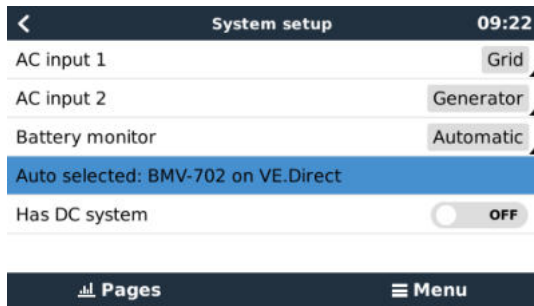 System setup 09:22
AC input 1 Grid
AC input 2 Generator
Battery monitor Automatic
Auto selected: BMV-702 on VE.Direct
Has DC system OFF
Pages Menu